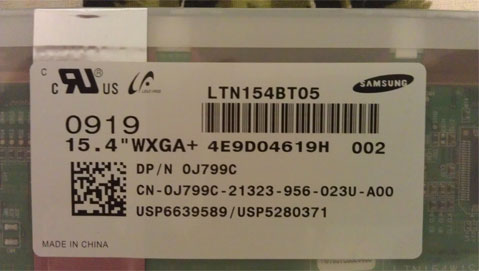 LTN154BT05
SAMSUNG
C US
0919
15.4" WXGA+ 4E9D04619H 002
DP/N 0J799C
CN-0J799C-21323-956-023U-A00
USP6639589/USP5280371
MADE IN CHINA